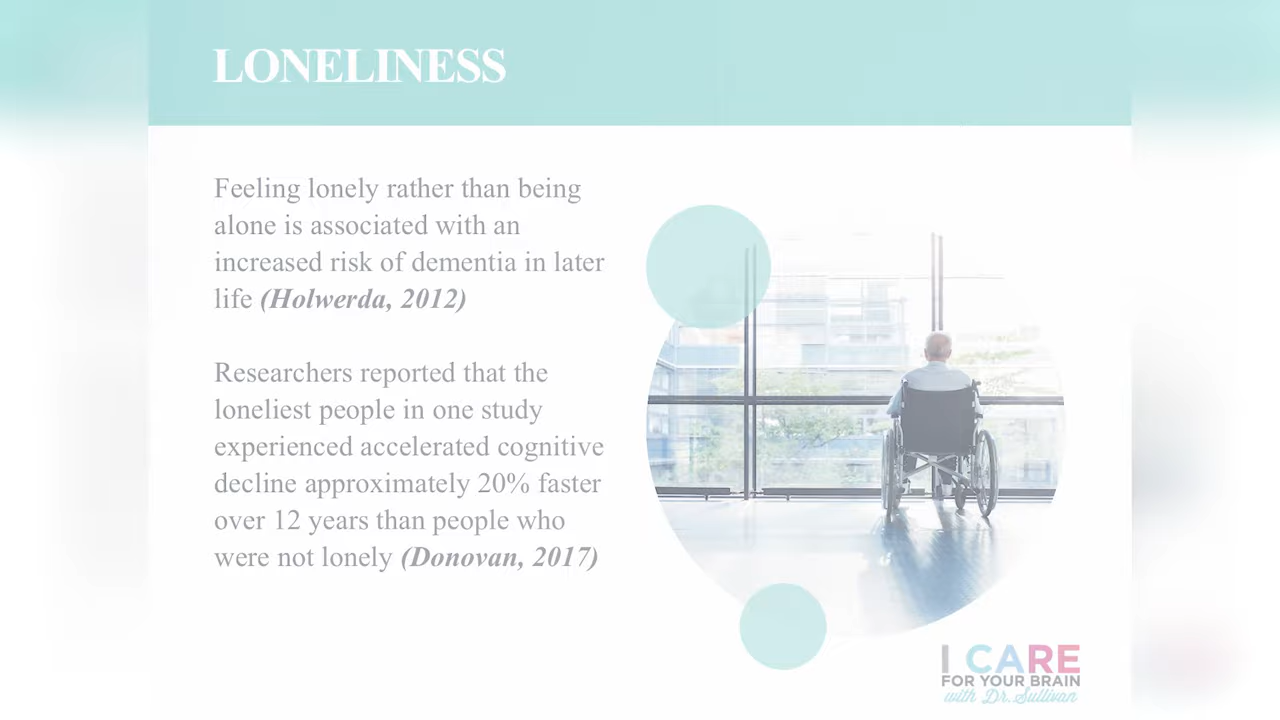 LONELINESS
Feeling lonely rather than being
alone is associated with an
increased risk of dementia in later
life (Holwerda, 2012)
Researchers reported that the
loneliest people in one study
experienced accelerated cognitive
decline approximately 20% faster
over 12 years than people who
were not lonely (Donovan, 2017)
I CARE
FOR YOUR BRAIN
with Dr. Sullivan